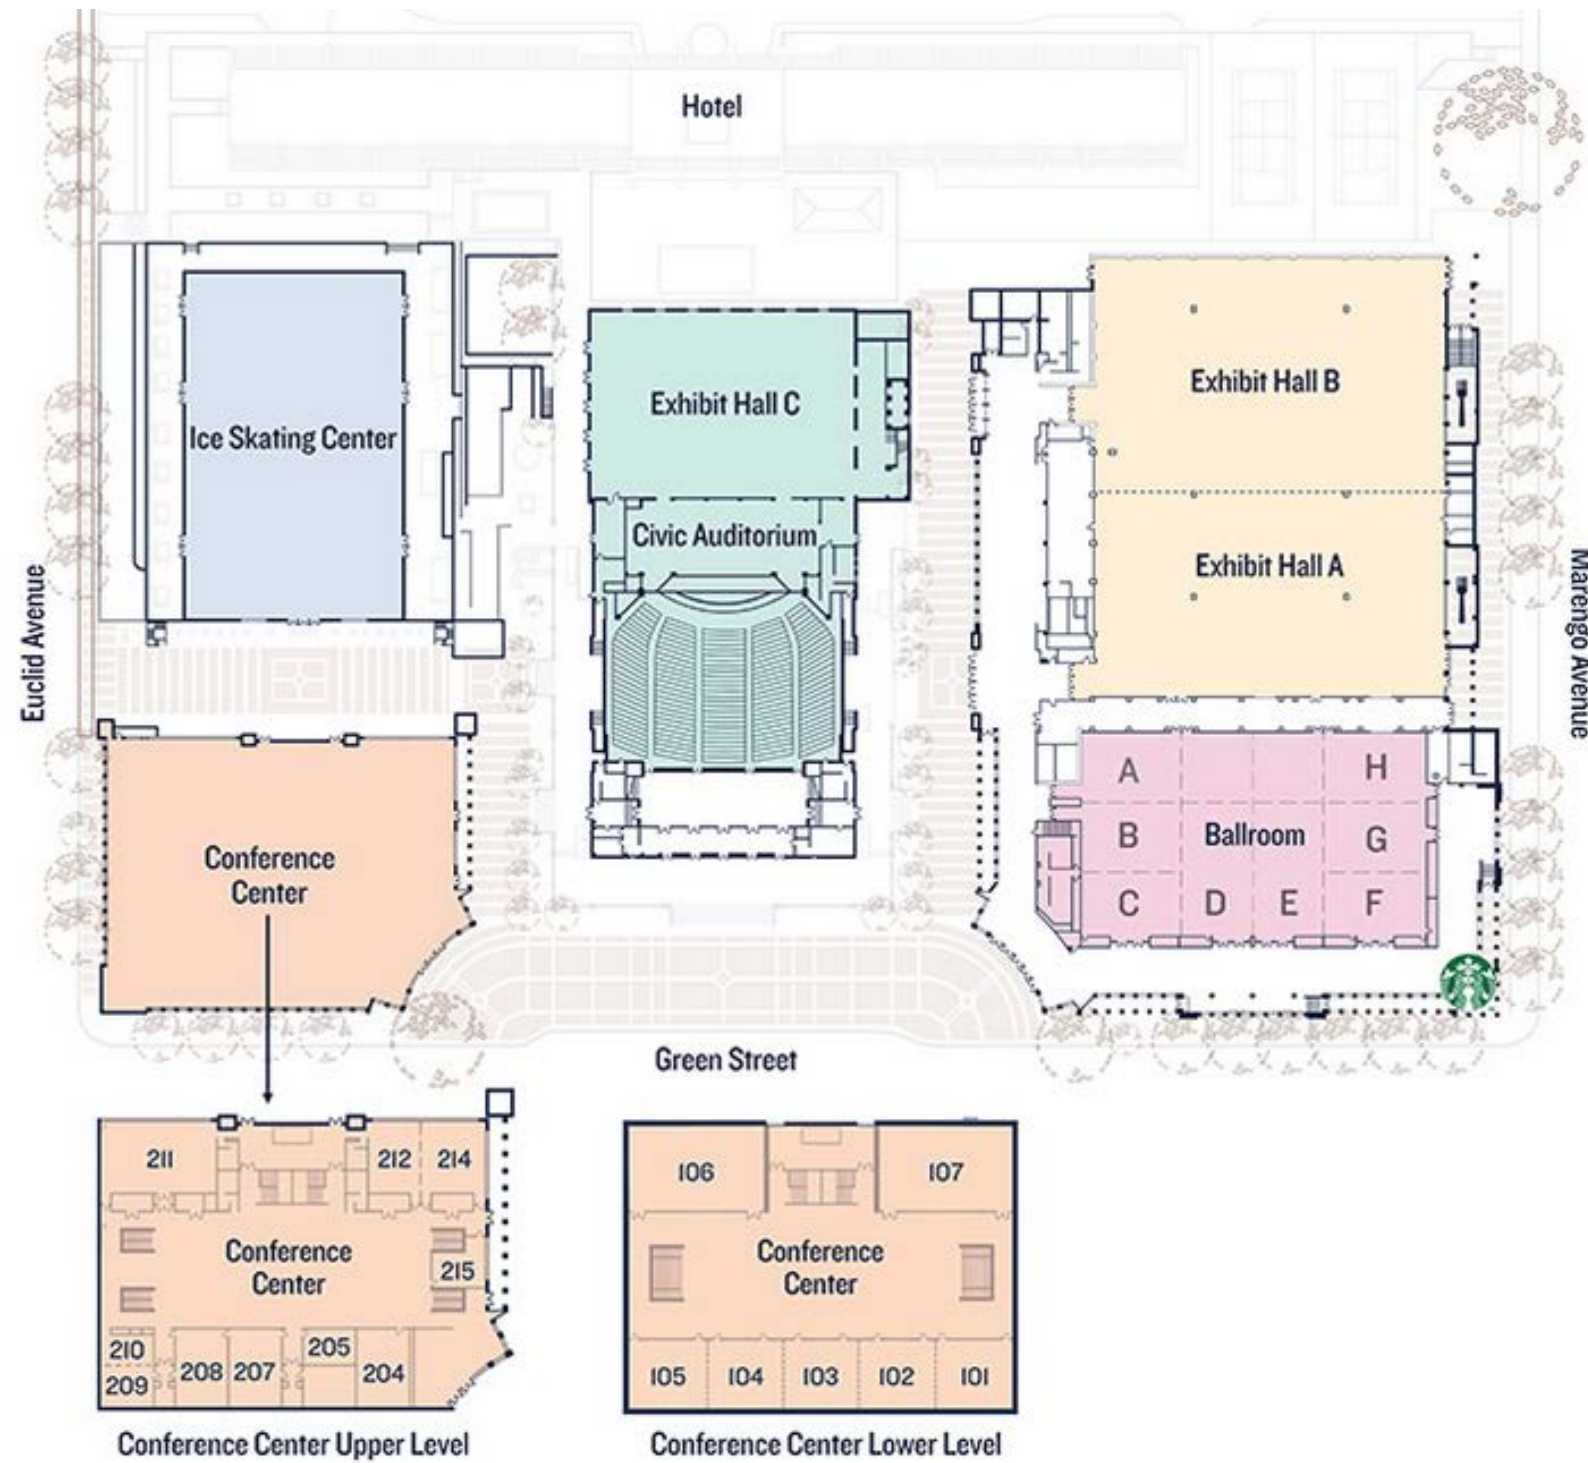 Hotel
Exhibit Hall B
Exhibit Hall C
Ice Skating Center
Civic Auditorium
Exhibit Hall A
Euclid Avenue
Marengo Avenue
A
H
B
Ballroom
G
C
D
E
F
Conference
Center
Green Street
211
212
214
Conference
Center
215
210
209
208
207
205
204
Conference Center Upper Level
106
107
Conference
Center
105
104
103
102
101
Conference Center Lower Level